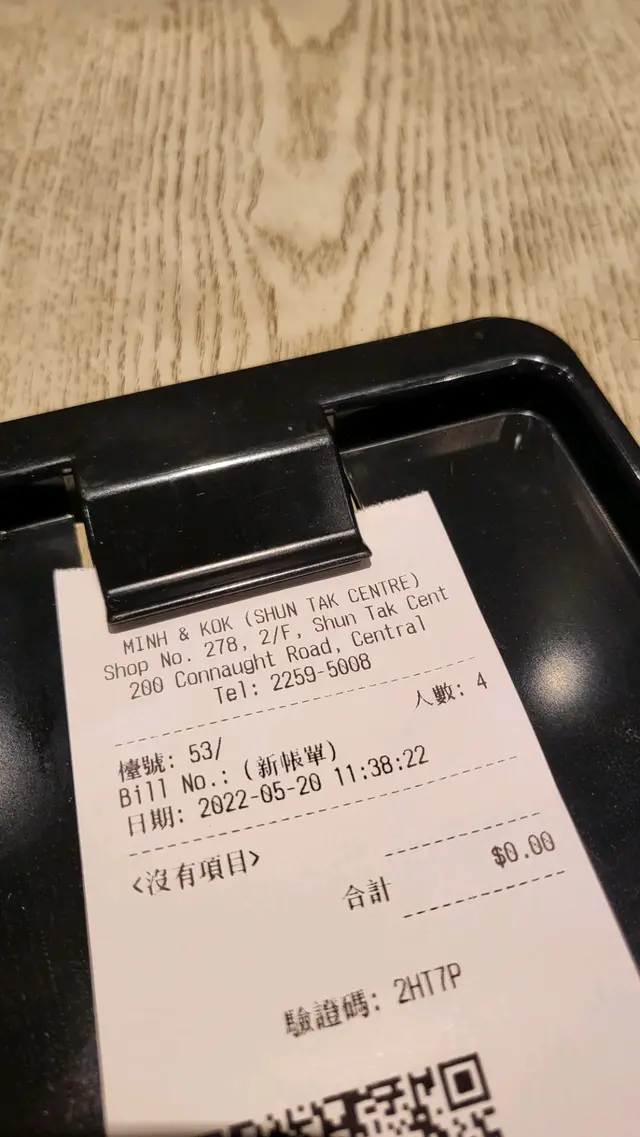 MINH & KOK (SHUN TAK CENTRE)
Shop No. 278, 2/F, Shun Tak Cent
200 Connaught Road, Central
Tel: 2259-5008
人數: 4
檯號: 53/
Bill No.: (新帳單)
日期: 2022-05-20 11:38:22
<沒有項目>
合計 $0.00
驗證碼: 2HT7P